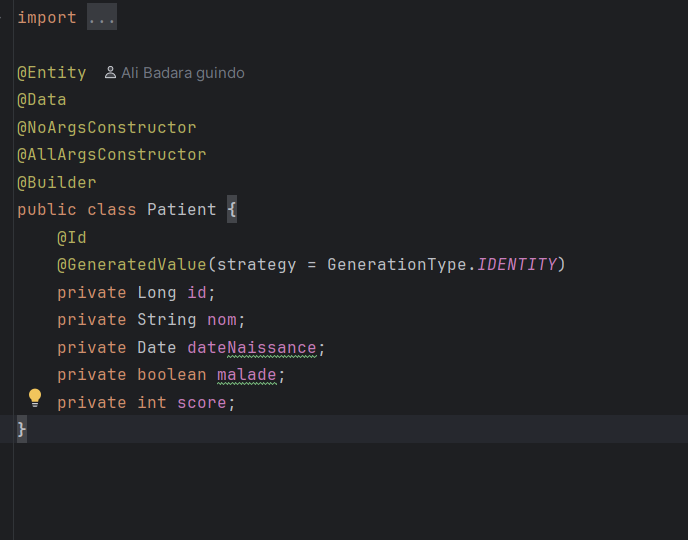 import ...
@Entity Ali Badara guindo
@Data
@NoArgsConstructor
@AllArgsConstructor
@Builder
public class Patient {
@Id
@GeneratedValue(strategy = GenerationType.IDENTITY)
private Long id;
private String nom;
private Date dateNaissance;
private boolean malade;
private int score;
}